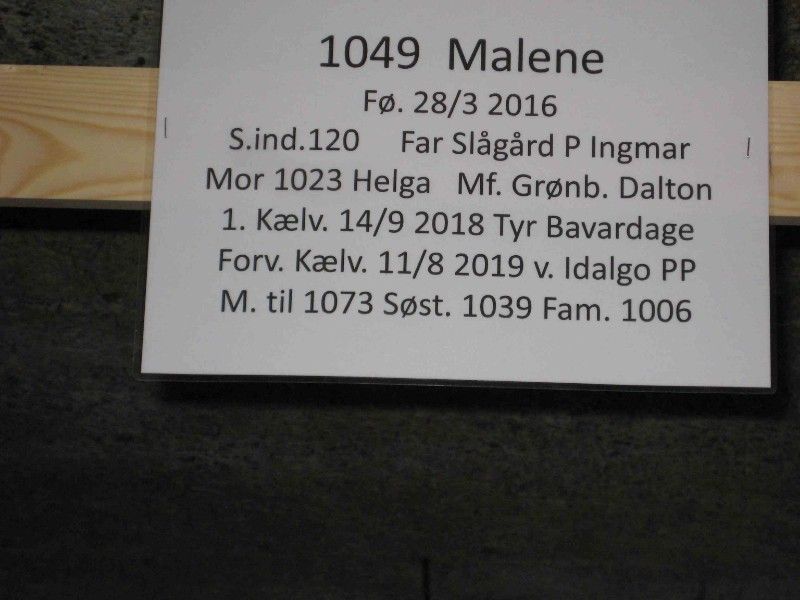 1049 Malene
Fø. 28/3 2016
S.ind.120 Far Slågård P Ingmar
Mor 1023 Helga Mf. Grønb. Dalton
1. Kælv. 14/9 2018 Tyr Bavardage
Forv. Kælv. 11/8 2019 v. Idalgo PP
M. til 1073 Søst. 1039 Fam. 1006